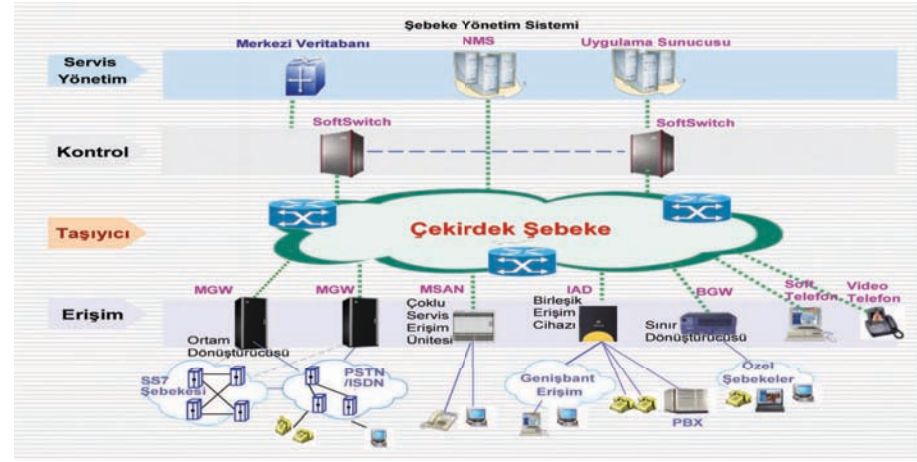 Şebeke Yönetim Sistemi
Merkezi Veritabanı
NMS
Uygulama Sunucusu
Servis
Yönetim
SoftSwitch
SoftSwitch
Kontrol
Taşıyıcı
Çekirdek Şebeke
MGW
MGW
MSAN
IAD
BGW
Soft
Telefon
Video
Telefon
Erişim
Ortam
Dönüştürücüsü
Çoklu
Servis
Erişim
Ünitesi
Birleşik
Erişim
Cihazı
Sınır
Dönüştürücüsü
SS7
Şebekesi
PSTN
/ISDN
Genişbant
Erişim
PBX
Özel
Şebekeler